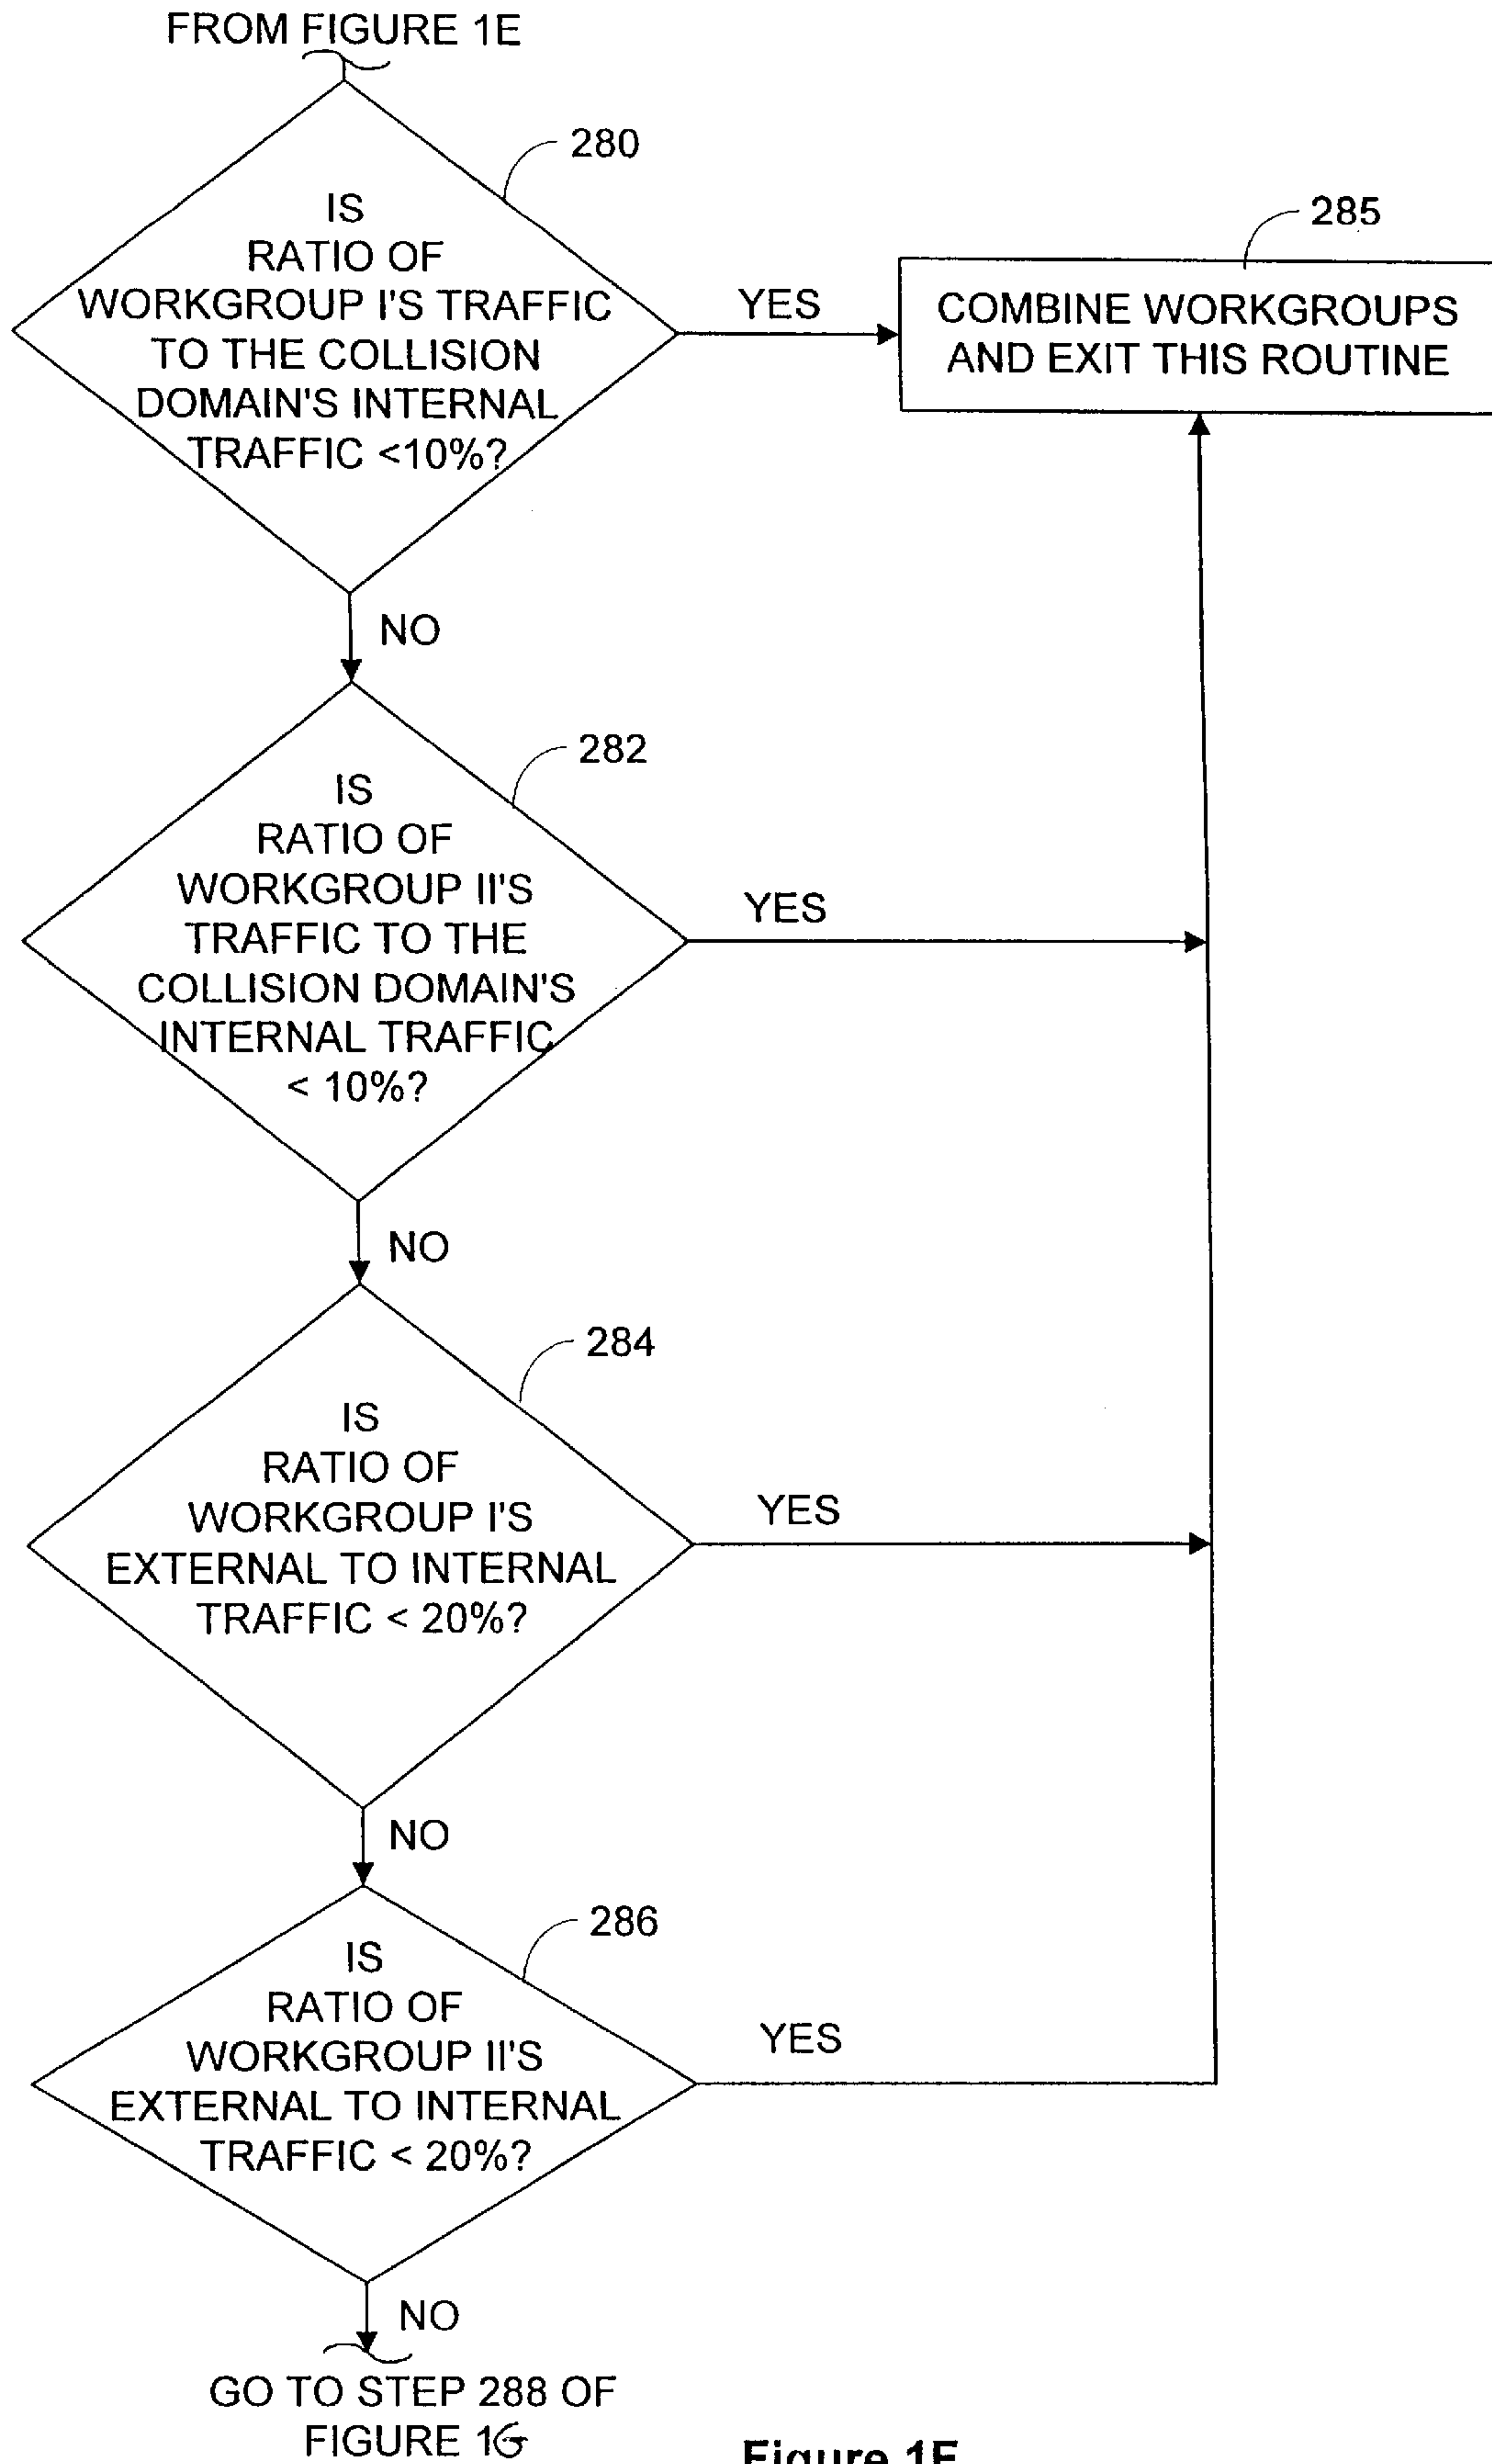 FROM FIGURE 1E
280
IS
RATIO OF
WORKGROUP I'S TRAFFIC
TO THE COLLISION
DOMAIN'S INTERNAL
TRAFFIC <10%?
YES
285
COMBINE WORKGROUPS
AND EXIT THIS ROUTINE
NO
282
IS
RATIO OF
WORKGROUP II'S
TRAFFIC TO THE
COLLISION DOMAIN'S
INTERNAL TRAFFIC
< 10%?
YES
NO
284
IS
RATIO OF
WORKGROUP I'S
EXTERNAL TO INTERNAL
TRAFFIC < 20%?
YES
NO
286
IS
RATIO OF
WORKGROUP II'S
EXTERNAL TO INTERNAL
TRAFFIC < 20%?
YES
NO
GO TO STEP 288 OF
FIGURE 1G
Figure 1F